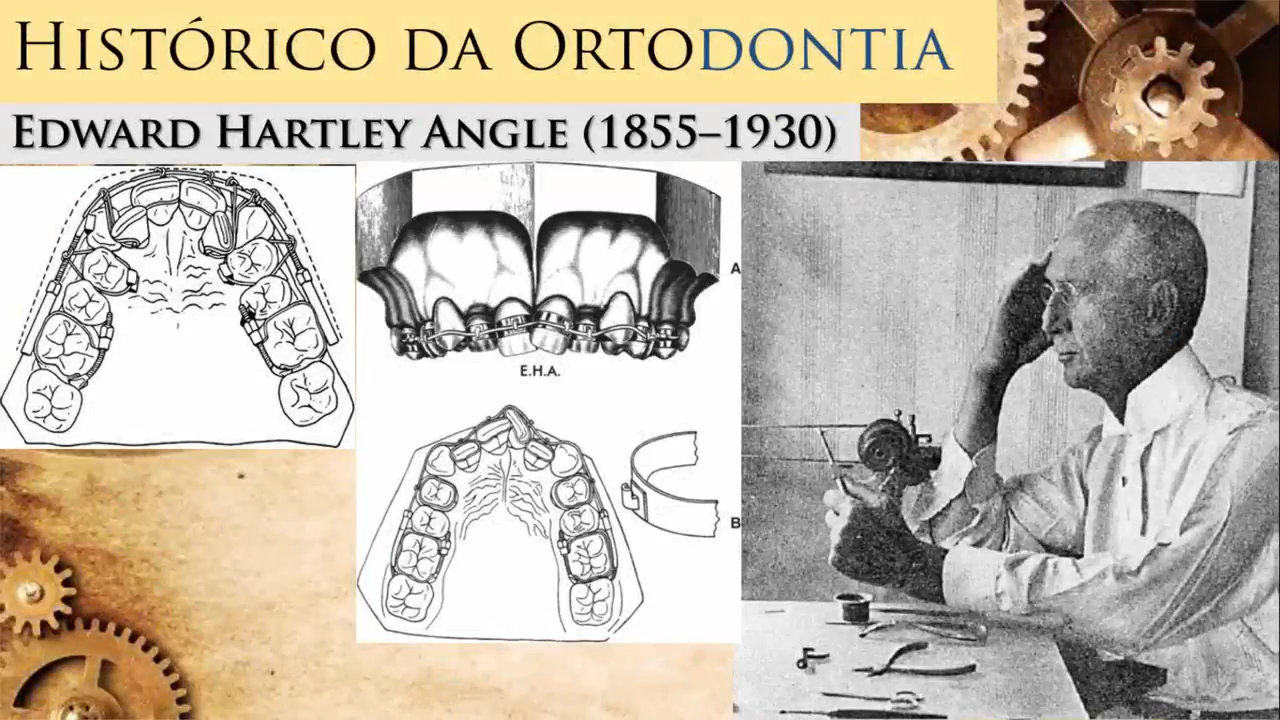 HISTÓRICO DA ORTODONTIA
EDWARD HARTLEY ANGLE (1855–1930)
A
E.H.A.
B